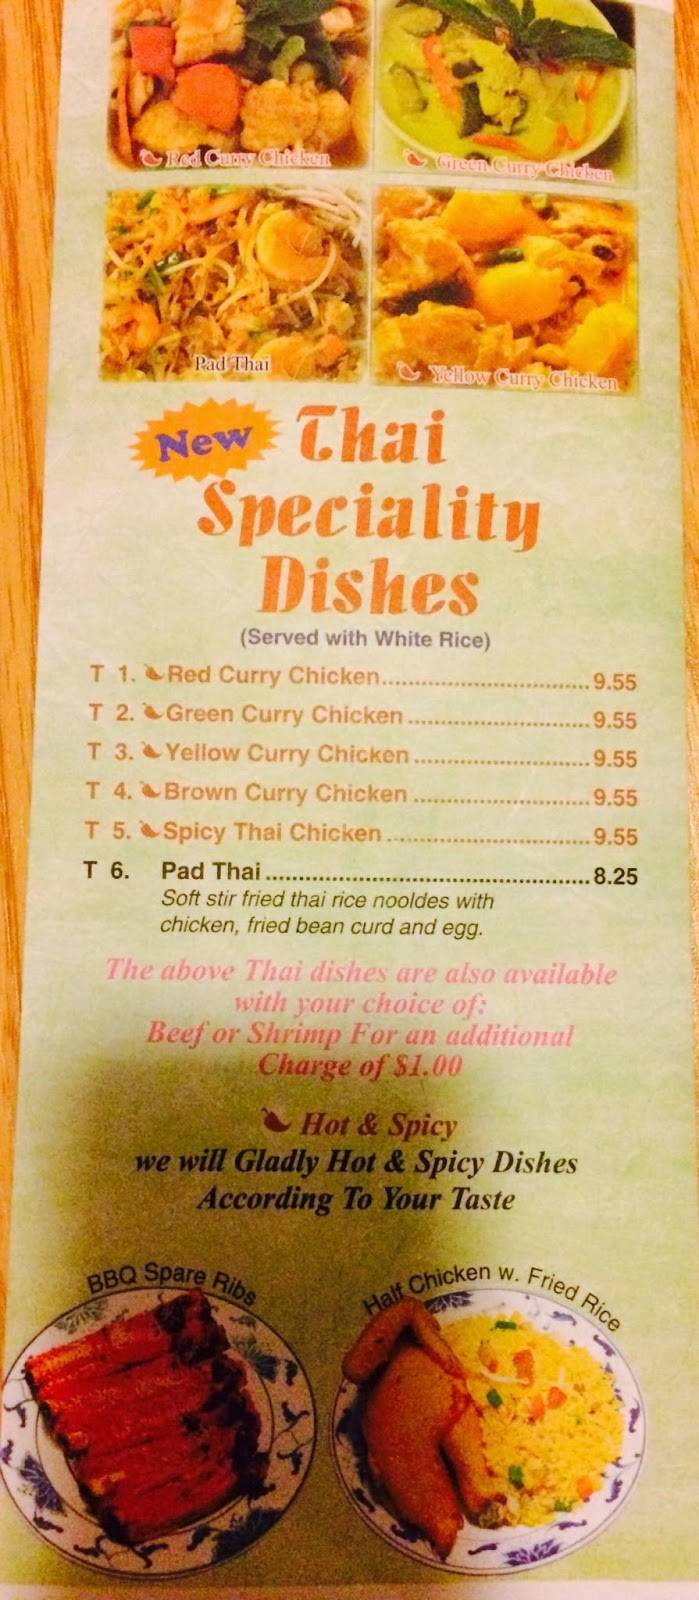 Red Curry Chicken
Green Curry Chicken
Pad Thai
Yellow Curry Chicken
New Thai
Speciality
Dishes
(Served with White Rice)
T 1. Red Curry Chicken..............................9.55
T 2. Green Curry Chicken...........................9.55
T 3. Yellow Curry Chicken..........................9.55
T 4. Brown Curry Chicken..........................9.55
T 5. Spicy Thai Chicken..............................9.55
T 6. Pad Thai.................................................8.25
Soft stir fried thai rice nooldes with
chicken, fried bean curd and egg.
The above Thai dishes are also available
with your choice of:
Beef or Shrimp For an additional
Charge of $1.00
Hot & Spicy
we will Gladly Hot & Spicy Dishes
According To Your Taste
BBQ Spare Ribs
Half Chicken w. Fried Rice